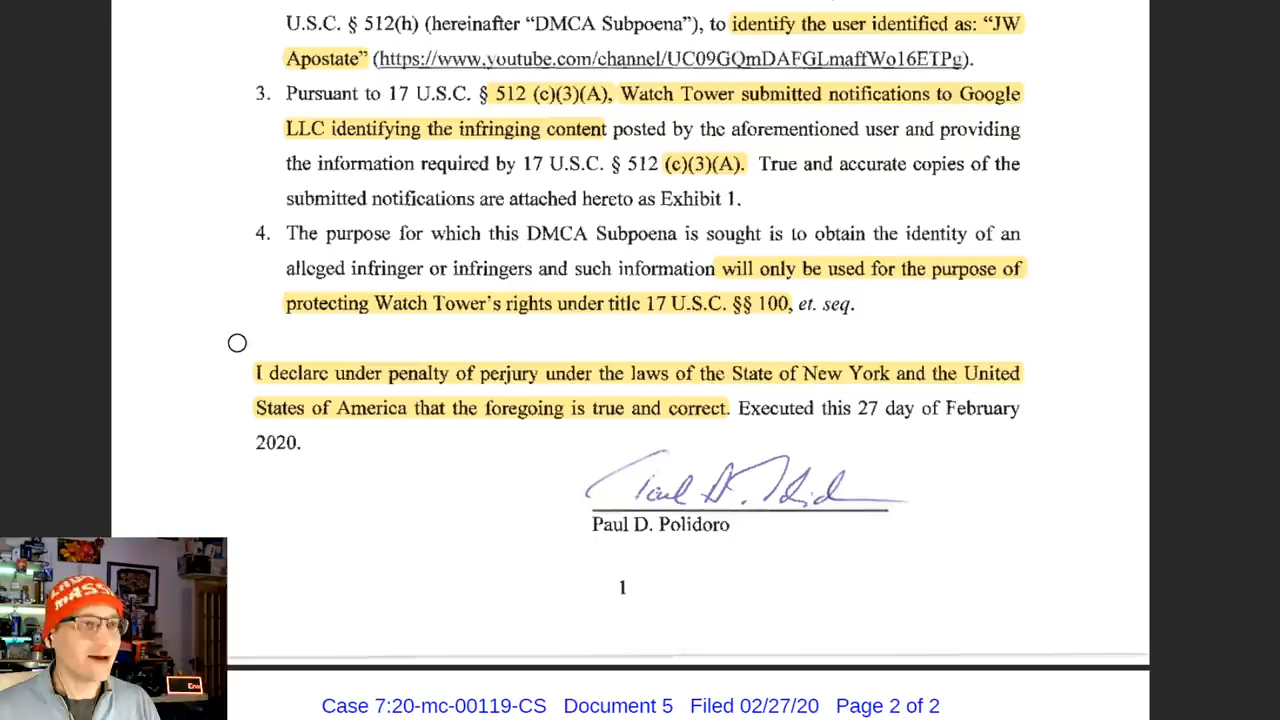 U.S.C. § 512(h) (hereinafter “DMCA Subpoena”), to identify the user identified as: “JW
Apostate” (https://www.youtube.com/channel/UC09GQmDAFGLmaffWo16ETPg).
3. Pursuant to 17 U.S.C. § 512 (c)(3)(A), Watch Tower submitted notifications to Google
LLC identifying the infringing content posted by the aforementioned user and providing
the information required by 17 U.S.C. § 512 (c)(3)(A). True and accurate copies of the
submitted notifications are attached hereto as Exhibit 1.
4. The purpose for which this DMCA Subpoena is sought is to obtain the identity of an
alleged infringer or infringers and such information will only be used for the purpose of
protecting Watch Tower’s rights under title 17 U.S.C. §§ 100, et. seq.
I declare under penalty of perjury under the laws of the State of New York and the United
States of America that the foregoing is true and correct. Executed this 27 day of February
2020.
Paul D. Polidoro
Paul D. Polidoro
1
Case 7:20-mc-00119-CS Document 5 Filed 02/27/20 Page 2 of 2